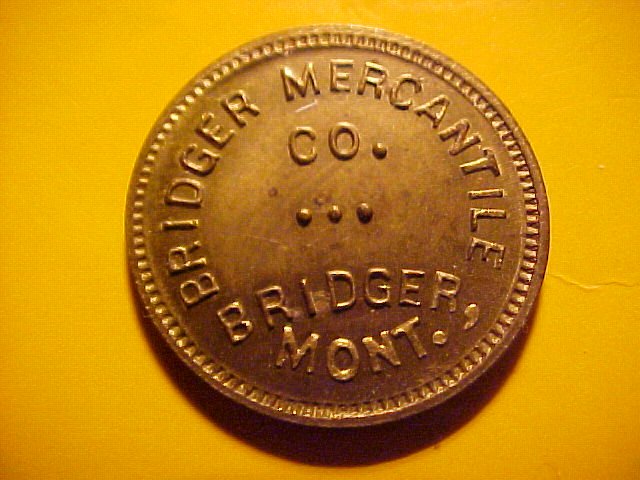 BRIDGER MERCANTILE
CO.
...
BRIDGER,
MONT.